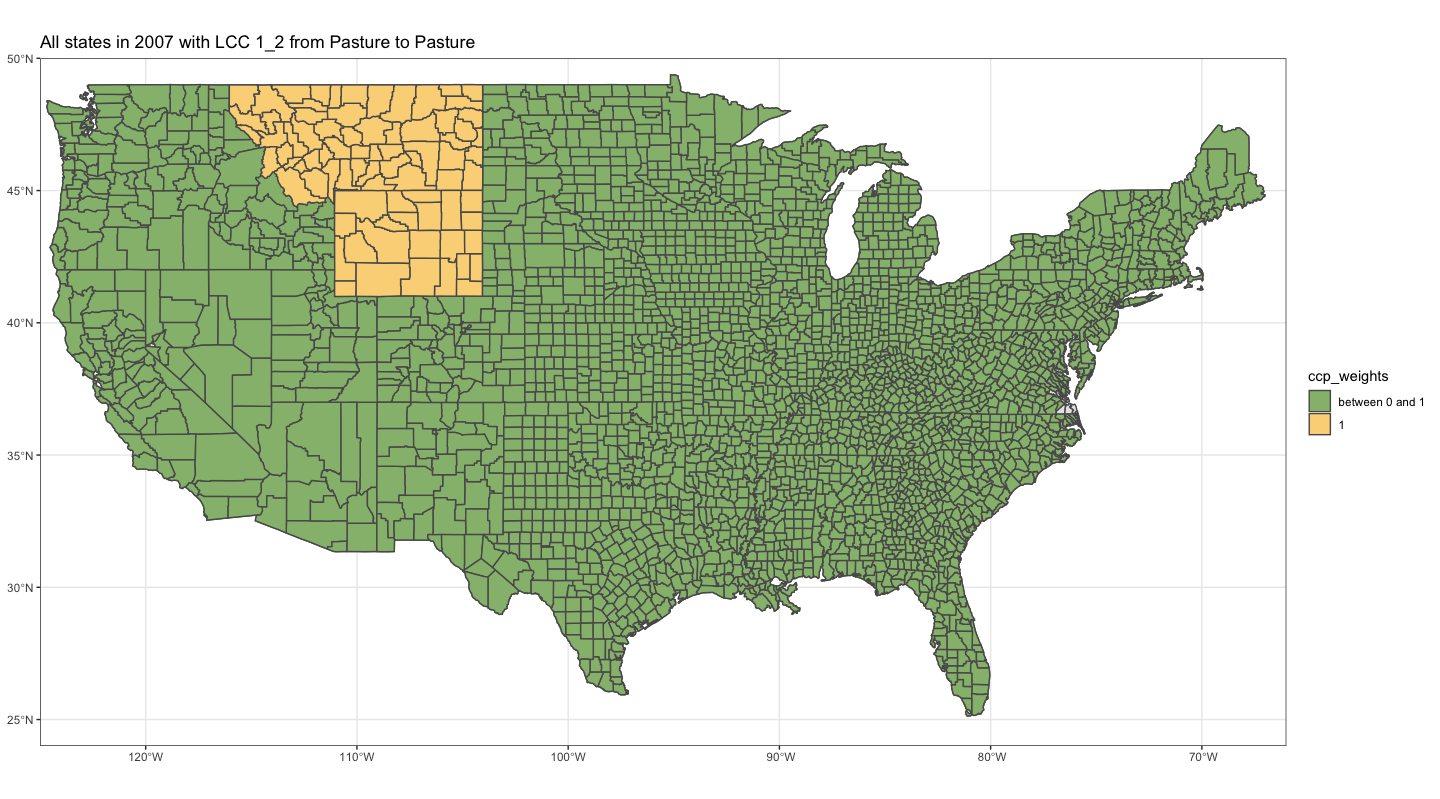 All states in 2007 with LCC 1_2 from Pasture to Pasture
50°N
45°N
40°N
35°N
30°N
25°N
120°W
110°W
100°W
90°W
80°W
70°W
ccp_weights
between 0 and 1
1